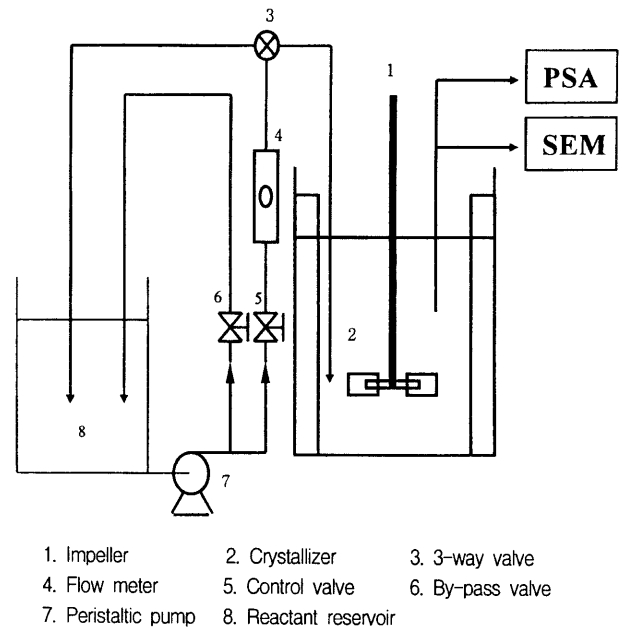 3
1
PSA
4
SEM
6
5
2
8
7
1. Impeller 2. Crystallizer 3. 3-way valve
4. Flow meter 5. Control valve 6. By-pass valve
7. Peristaltic pump 8. Reactant reservoir